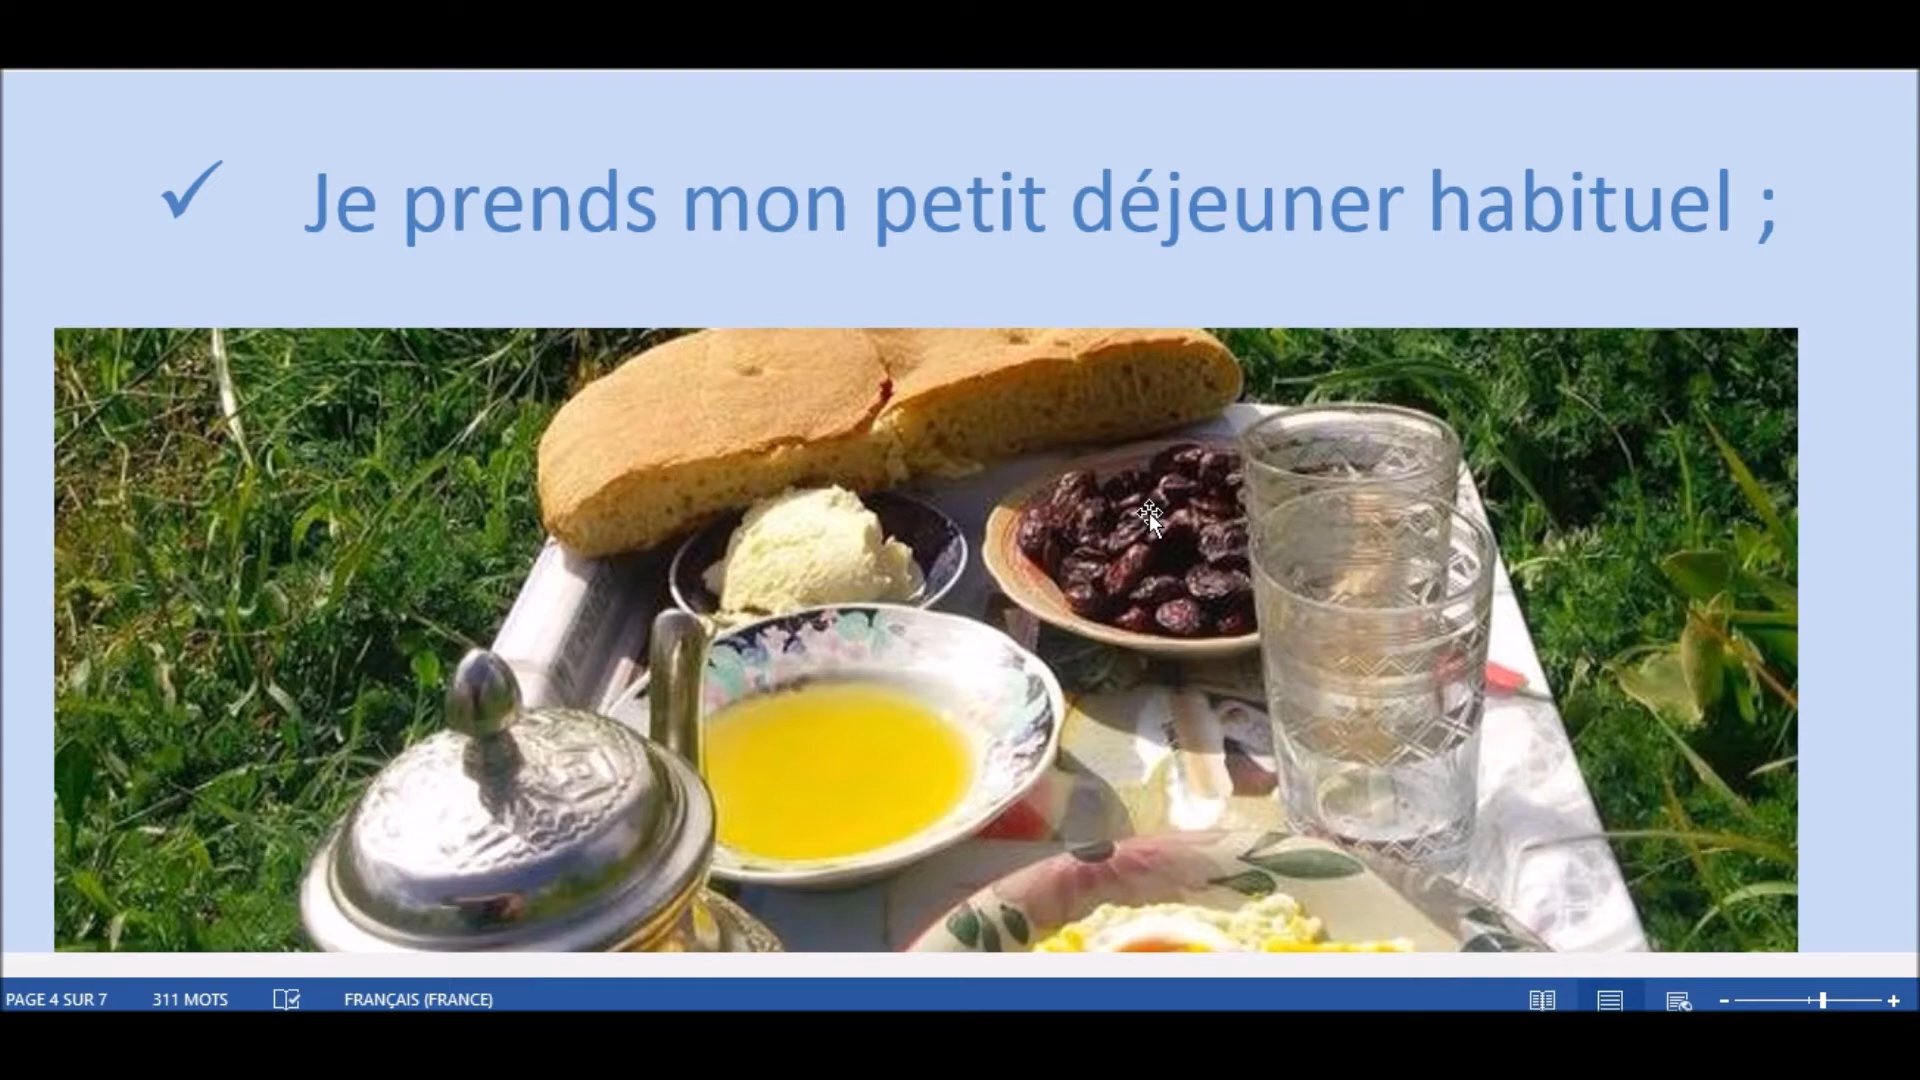 ✓ Je prends mon petit déjeuner habituel ;
PAGE 4 SUR 7 311 MOTS FRANÇAIS (FRANCE)